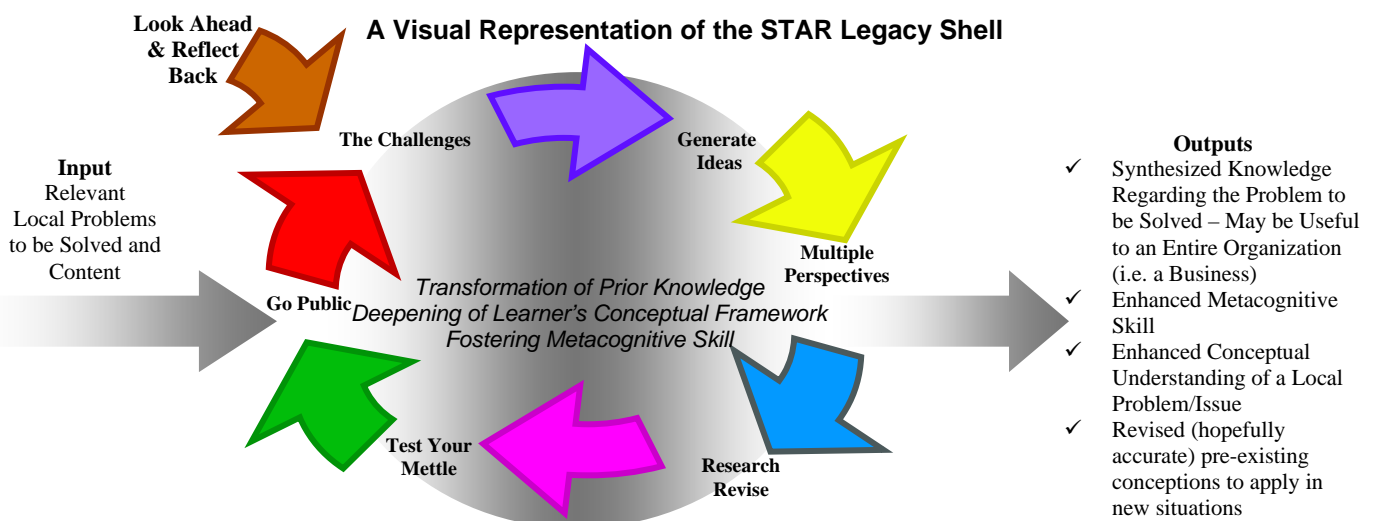 A Visual Representation of the STAR Legacy Shell
Look Ahead
& Reflect
Back
The Challenges
Generate
Ideas
Multiple
Perspectives
Research
Revise
Test Your
Mettle
Go Public
Input
Relevant
Local Problems
to be Solved and
Content
Transformation of Prior Knowledge
Deepening of Learner's Conceptual Framework
Fostering Metacognitive Skill
Outputs
✓ Synthesized Knowledge
Regarding the Problem to
be Solved – May be Useful
to an Entire Organization
(i.e. a Business)
✓ Enhanced Metacognitive
Skill
✓ Enhanced Conceptual
Understanding of a Local
Problem/Issue
✓ Revised (hopefully
accurate) pre-existing
conceptions to apply in
new situations